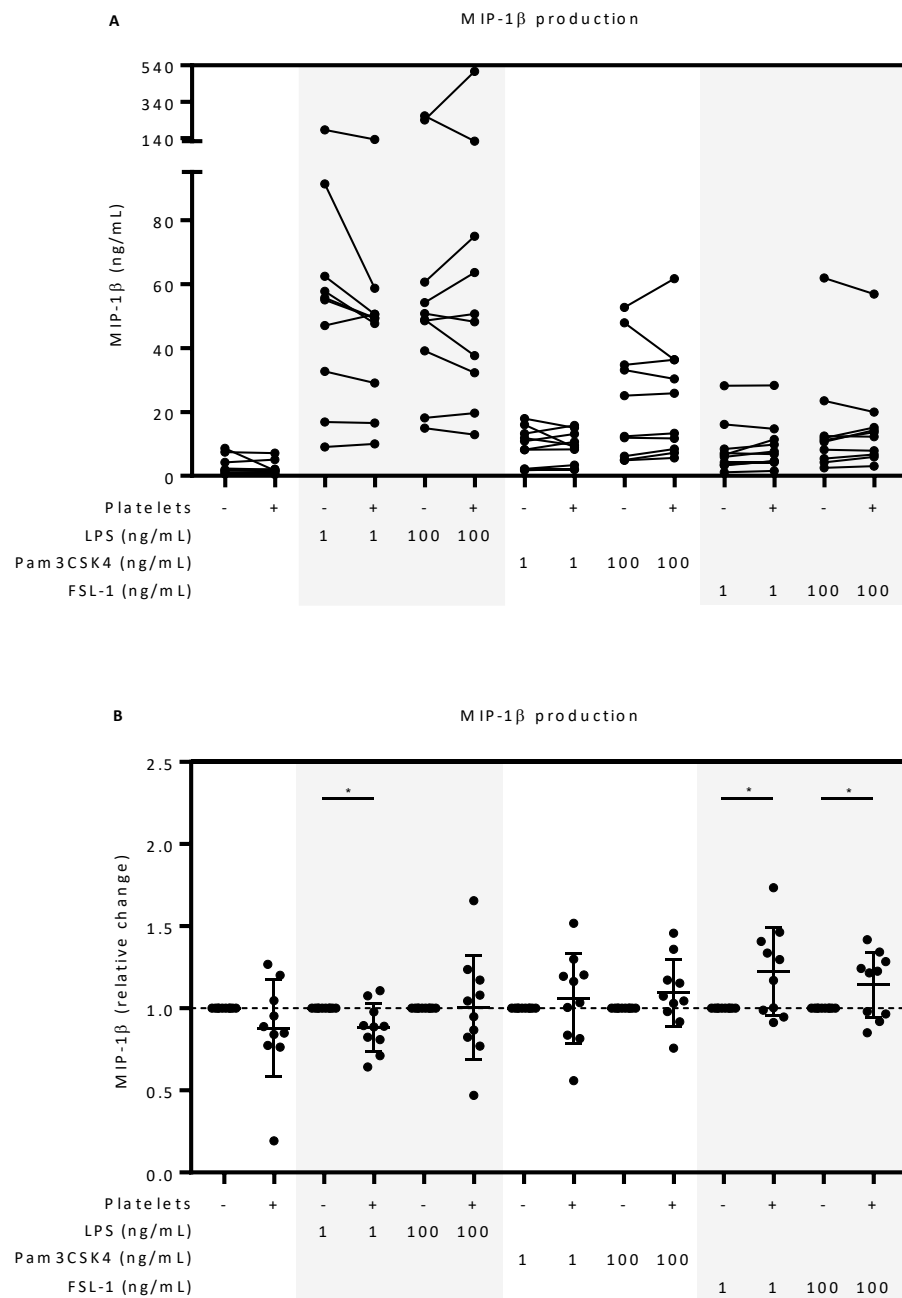 A MIP-1β production
540
340
140
80
60
40
20
0
MIP-1β (ng/mL)
Platelets - + - + - + - + - + - + - +
LPS (ng/mL) 1 1 100 100
Pam3CSK4 (ng/mL) 1 1 100 100
FSL-1 (ng/mL) 1 1 100 100
B MIP-1β production
2.5
* * *
2.0
1.5
1.0
0.5
0.0
MIP-1β (relative change)
Platelets - + - + - + - + - + - + - +
LPS (ng/mL) 1 1 100 100
Pam3CSK4 (ng/mL) 1 1 100 100
FSL-1 (ng/mL) 1 1 100 100